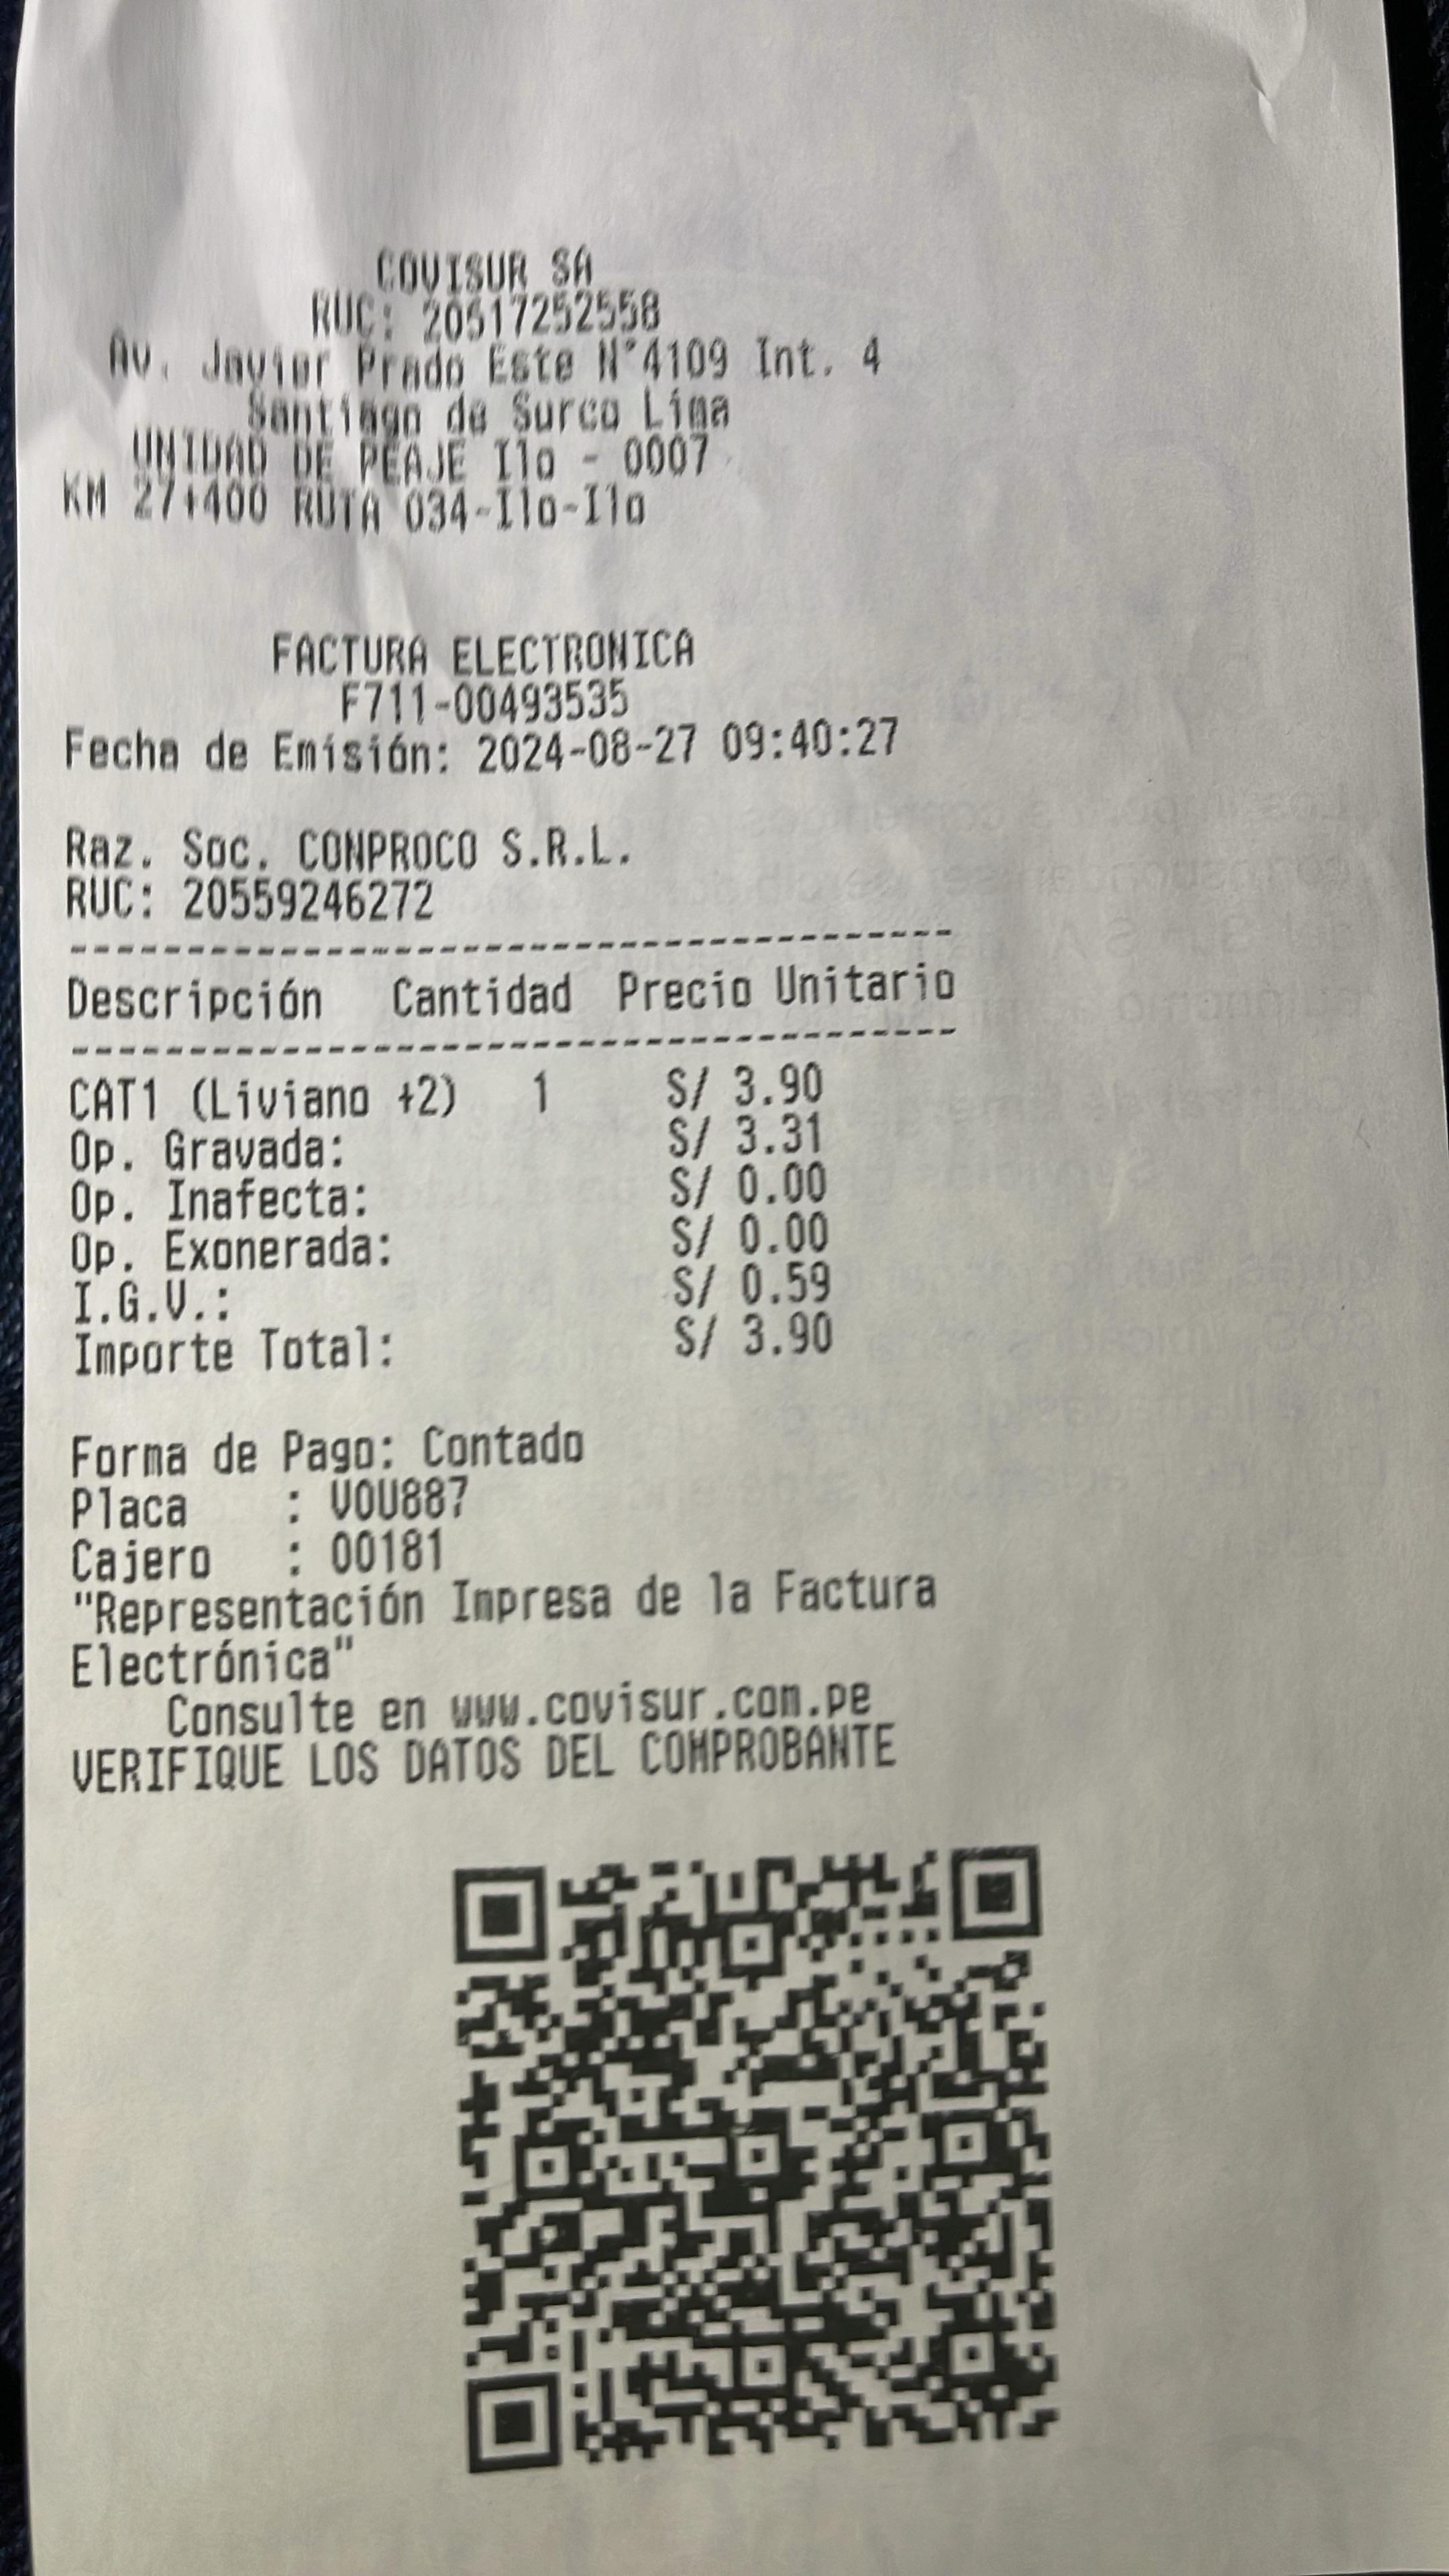 COVISUR SA
RUC: 20517252558
Av. Javier Prado Este N°4109 Int. 4
Santiago de Surco Lima
UNIDAD DE PEAJE Ilo - 0007
KM 27+400 RUTA 034-Ilo-Ilo
FACTURA ELECTRONICA
F711-00493535
Fecha de Emisión: 2024-08-27 09:40:27
Raz. Soc. CONPROCO S.R.L.
RUC: 20559246272
Descripción Cantidad Precio Unitario
CAT1 (Liviano +2) 1 S/ 3.90
Op. Gravada: S/ 3.31
Op. Inafecta: S/ 0.00
Op. Exonerada: S/ 0.00
I.G.V.: S/ 0.59
Importe Total: S/ 3.90
Forma de Pago: Contado
Placa : VOU887
Cajero : 00181
"Representación Impresa de la Factura
Electrónica"
Consulte en www.covisur.com.pe
VERIFIQUE LOS DATOS DEL COMPROBANTE